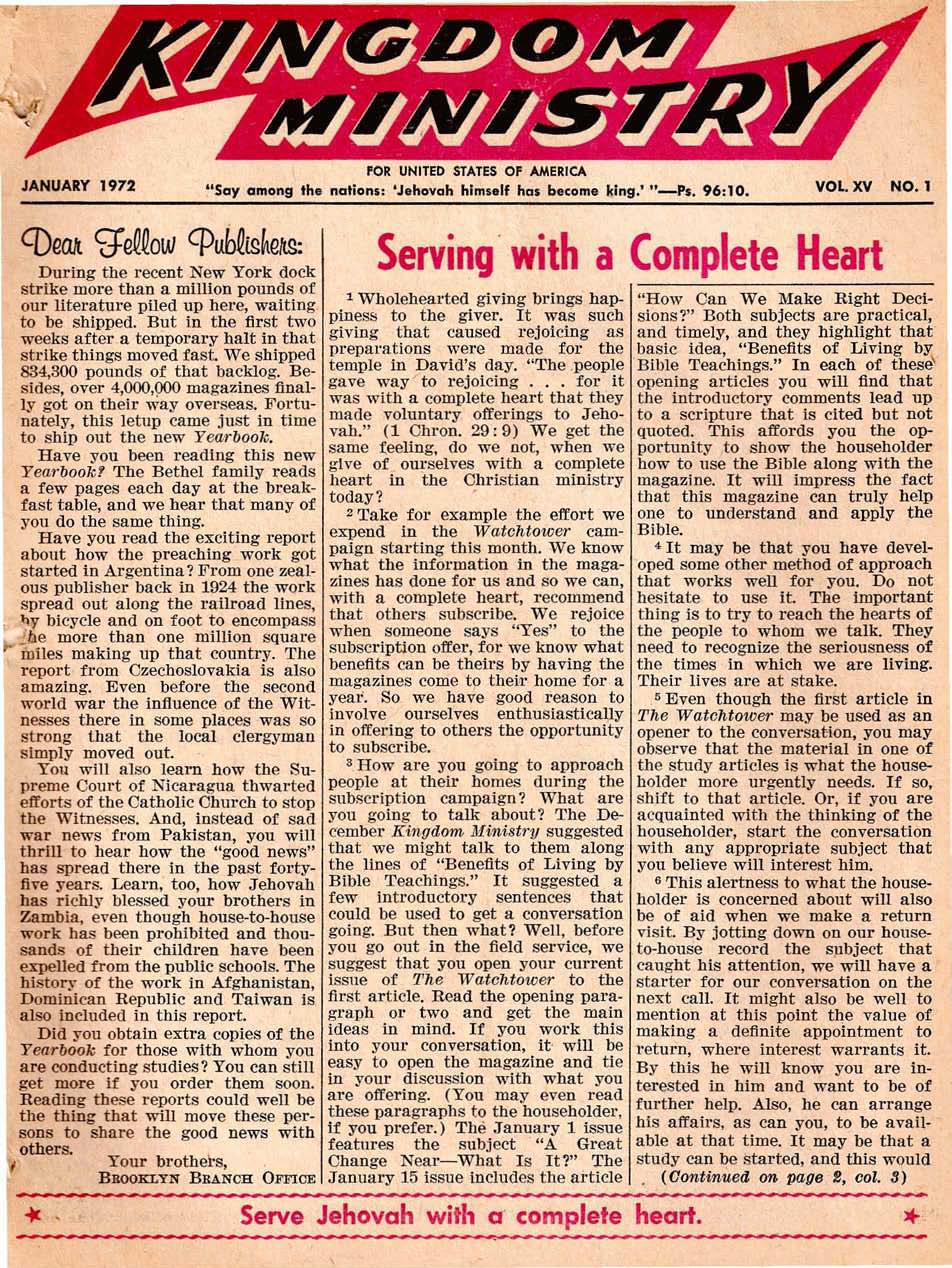 KINGDOM
MINISTRY
FOR UNITED STATES OF AMERICA
JANUARY 1972
"Say among the nations: 'Jehovah himself has become king.' "—Ps. 96:10.
VOL. XV NO. 1
Dear Fellow Publishers:
During the recent New York dock
strike more than a million pounds of
our literature piled up here, waiting
to be shipped. But in the first two
weeks after a temporary halt in that
strike things moved fast. We shipped
834,300 pounds of that backlog. Be-
sides, over 4,000,000 magazines final-
ly got on their way overseas. Fortu-
nately, this letup came just in time
to ship out the new Yearbook.
Have you been reading this new
Yearbook? The Bethel family reads
a few pages each day at the break-
fast table, and we hear that many of
you do the same thing.
Have you read the exciting report
about how the preaching work got
started in Argentina? From one zeal-
ous publisher back in 1924 the work
spread out along the railroad lines,
by bicycle and on foot to encompass
the more than one million square
miles making up that country. The
report from Czechoslovakia is also
amazing. Even before the second
world war the influence of the Wit-
nesses there in some places was so
strong that the local clergyman
simply moved out.
You will also learn how the Su-
preme Court of Nicaragua thwarted
efforts of the Catholic Church to stop
the Witnesses. And, instead of sad
war news from Pakistan, you will
thrill to hear how the "good news"
has spread there in the past forty-
five years. Learn, too, how Jehovah
has richly blessed your brothers in
Zambia, even though house-to-house
work has been prohibited and thou-
sands of their children have been
expelled from the public schools. The
history of the work in Afghanistan,
Dominican Republic and Taiwan is
also included in this report.
Did you obtain extra copies of the
Yearbook for those with whom you
are conducting studies? You can still
get more if you order them soon.
Reading these reports could well be
the thing that will move these per-
sons to share the good news with
others.
Your brothers,
BROOKLYN BRANCH OFFICE
Serving with a Complete Heart
1 Wholehearted giving brings hap-
piness to the giver. It was such
giving that caused rejoicing as
preparations were made for the
temple in David's day. "The people
gave way to rejoicing . . . for it
was with a complete heart that they
made voluntary offerings to Jeho-
vah." (1 Chron. 29:9) We get the
same feeling, do we not, when we
give of ourselves with a complete
heart in the Christian ministry
today?
2 Take for example the effort we
expend in the Watchtower cam-
paign starting this month. We know
what the information in the maga-
zines has done for us and so we can,
with a complete heart, recommend
that others subscribe. We rejoice
when someone says "Yes" to the
subscription offer, for we know what
benefits can be theirs by having the
magazines come to their home for a
year. So we have good reason to
involve ourselves enthusiastically
in offering to others the opportunity
to subscribe.
3 How are you going to approach
people at their homes during the
subscription campaign? What are
you going to talk about? The De-
cember Kingdom Ministry suggested
that we might talk to them along
the lines of "Benefits of Living by
Bible Teachings." It suggested a
few introductory sentences that
could be used to get a conversation
going. But then what? Well, before
you go out in the field service, we
suggest that you open your current
issue of The Watchtower to the
first article. Read the opening para-
graph or two and get the main
ideas in mind. If you work this
into your conversation, it will be
easy to open the magazine and tie
in your discussion with what you
are offering. (You may even read
these paragraphs to the householder,
if you prefer.) The January 1 issue
features the subject "A Great
Change Near—What Is It?" The
January 15 issue includes the article
"How Can We Make Right Deci-
sions?" Both subjects are practical,
and timely, and they highlight that
basic idea, "Benefits of Living by
Bible Teachings." In each of these
opening articles you will find that
the introductory comments lead up
to a scripture that is cited but not
quoted. This affords you the op-
portunity to show the householder
how to use the Bible along with the
magazine. It will impress the fact
that this magazine can truly help
one to understand and apply the
Bible.
4 It may be that you have devel-
oped some other method of approach
that works well for you. Do not
hesitate to use it. The important
thing is to try to reach the hearts of
the people to whom we talk. They
need to recognize the seriousness of
the times in which we are living.
Their lives are at stake.
5 Even though the first article in
The Watchtower may be used as an
opener to the conversation, you may
observe that the material in one of
the study articles is what the house-
holder more urgently needs. If so,
shift to that article. Or, if you are
acquainted with the thinking of the
householder, start the conversation
with any appropriate subject that
you believe will interest him.
6 This alertness to what the house-
holder is concerned about will also
be of aid when we make a return
visit. By jotting down on our house-
to-house record the subject that
caught his attention, we will have a
starter for our conversation on the
next call. It might also be well to
mention at this point the value of
making a definite appointment to
return, where interest warrants it.
By this he will know you are in-
terested in him and want to be of
further help. Also, he can arrange
his affairs, as can you, to be avail-
able at that time. It may be that a
study can be started, and this would
(Continued on page 2, col. 3)
Serve Jehovah with a complete heart.